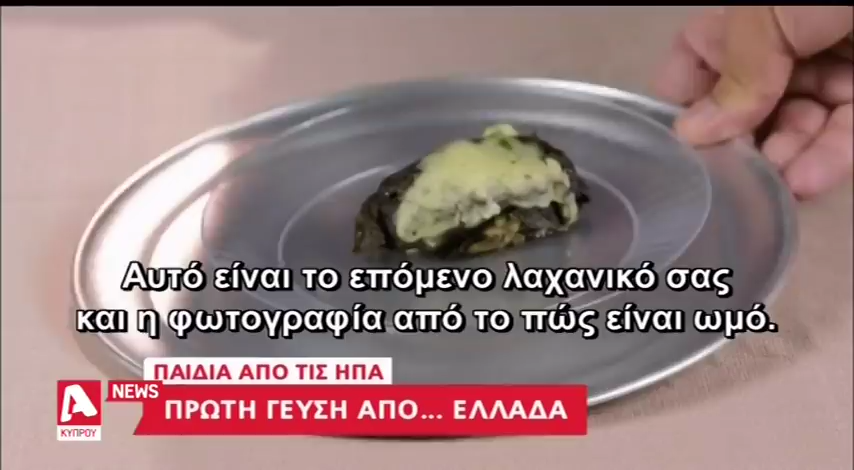 Αυτό είναι το επόμενο λαχανικό σας
και η φωτογραφία από το πώς είναι ωμό.
ΠΑΙΔΙΑ ΑΠΟ ΤΙΣ ΗΠΑ
NEWS
ΚΥΠΡΟΥ
ΠΡΩΤΗ ΓΕΥΣΗ ΑΠΟ... ΕΛΛΑΔΑ